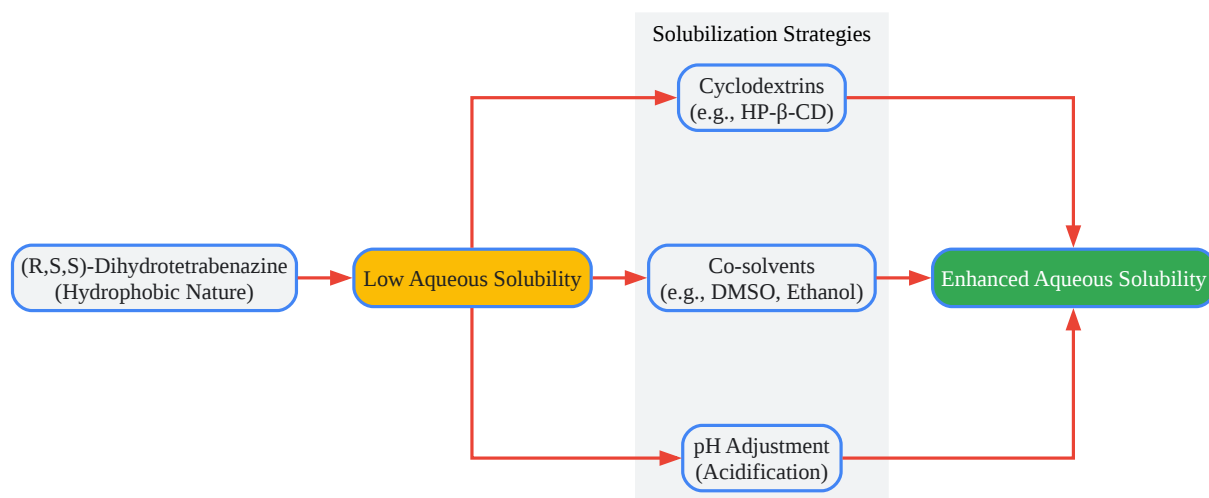 Solubilization Strategies
Cyclodextrins
(e.g., HP-β-CD)
(R,S,S)-Dihydrotetrabenazine
(Hydrophobic Nature)
Low Aqueous Solubility
Co-solvents
(e.g., DMSO, Ethanol)
Enhanced Aqueous Solubility
pH Adjustment
(Acidification)